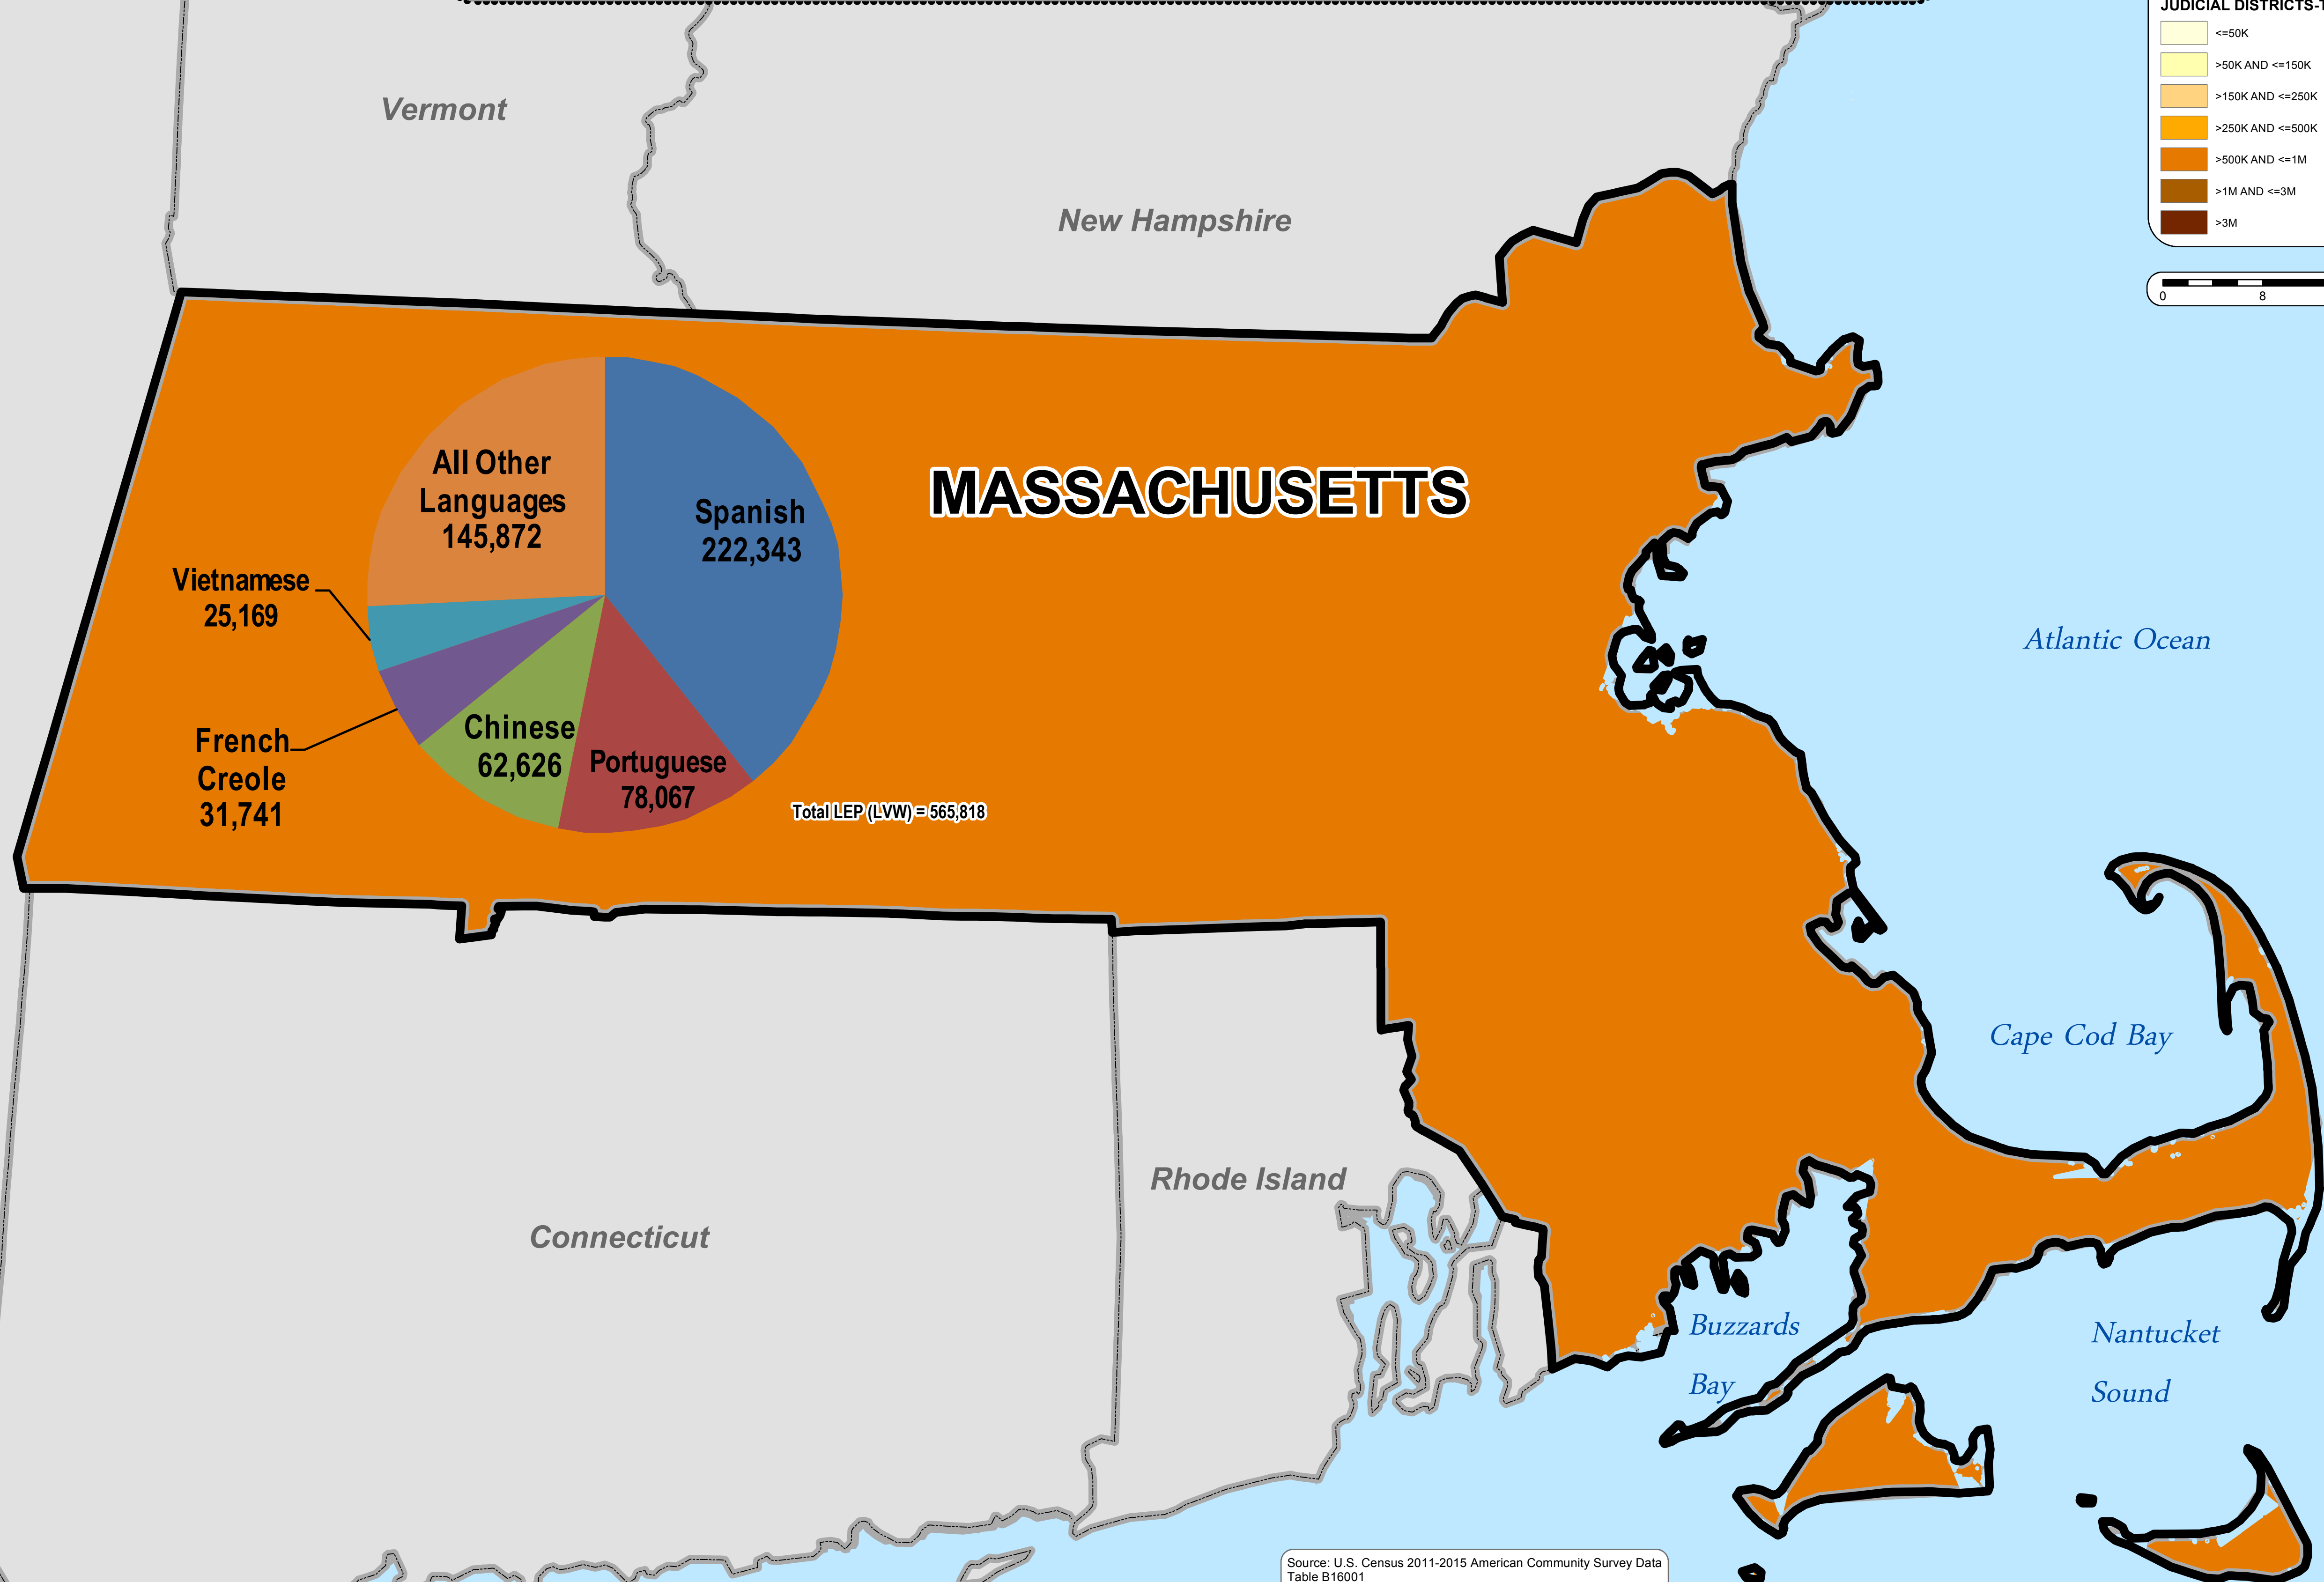 JUDICIAL DISTRICTS-T
<=50K
>50K AND <=150K
>150K AND <=250K
>250K AND <=500K
>500K AND <=1M
>1M AND <=3M
>3M
0 8
Vermont
New Hampshire
MASSACHUSETTS
All Other
Languages
145,872
Spanish
222,343
Vietnamese
25,169
French
Creole
31,741
Chinese
62,626
Portuguese
78,067
Total LEP (LVW) = 565,818
Atlantic Ocean
Cape Cod Bay
Rhode Island
Connecticut
Buzzards
Bay
Nantucket
Sound
Source: U.S. Census 2011-2015 American Community Survey Data
Table B16001